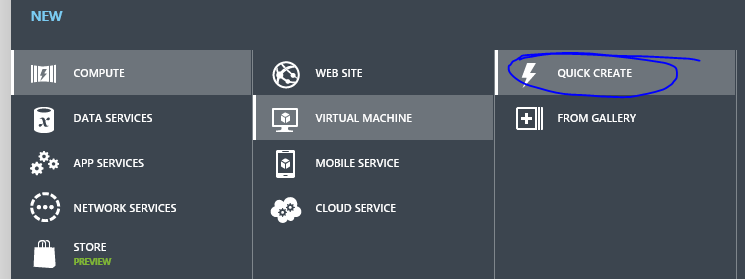 NEW
COMPUTE
DATA SERVICES
APP SERVICES
NETWORK SERVICES
STORE
PREVIEW
WEB SITE
VIRTUAL MACHINE
MOBILE SERVICE
CLOUD SERVICE
QUICK CREATE
FROM GALLERY